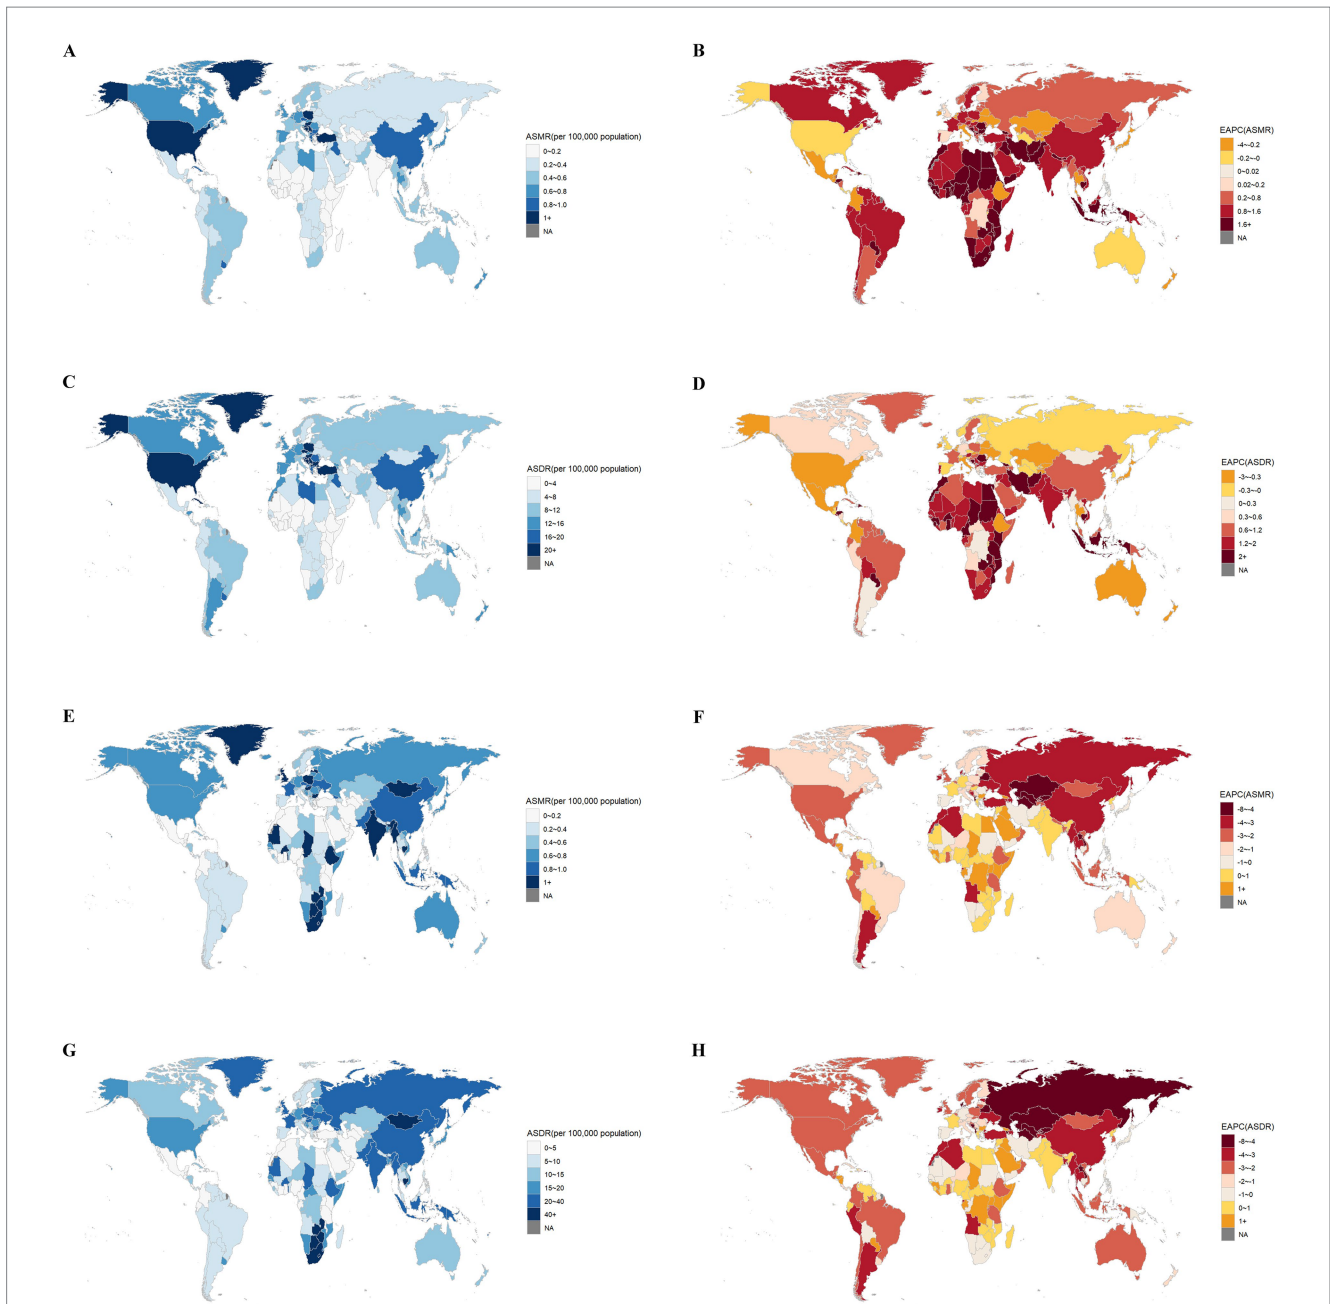 A
ASMR(per 100,000 population)
0~0.2
0.2~0.4
0.4~0.6
0.6~0.8
0.8~1.0
1+
NA
B
EAPC(ASMR)
-4~-0.2
-0.2~-0
0~0.02
0.02~0.2
0.2~0.8
0.8~1.6
1.6+
NA
C
ASDR(per 100,000 population)
0~4
4~8
8~12
12~16
16~20
20+
NA
D
EAPC(ASDR)
-3~-0.3
-0.3~-0
0~0.3
0.3~0.6
0.6~1.2
1.2~2
2+
NA
E
ASMR(per 100,000 population)
0~0.2
0.2~0.4
0.4~0.6
0.6~0.8
0.8~1.0
1+
NA
F
EAPC(ASMR)
-8~-4
-4~-3
-3~-2
-2~-1
-1~0
0~1
1+
NA
G
ASDR(per 100,000 population)
0~5
5~10
10~15
15~20
20~40
40+
NA
H
EAPC(ASDR)
-8~-4
-4~-3
-3~-2
-2~-1
-1~0
0~1
1+
NA